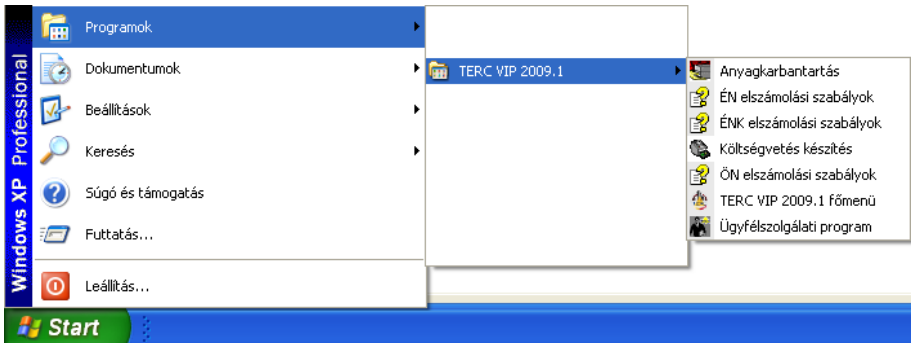 Windows XP Professional
Programok
Dokumentumok
Beállítások
Keresés
Súgó és támogatás
Futtatás...
Leállítás...
TERC VIP 2009.1
Anyagkarbantartás
ÉN elszámolási szabályok
ÉNK elszámolási szabályok
Költségvetés készítés
ÖN elszámolási szabályok
TERC VIP 2009.1 főmenü
Ügyfélszolgálati program
Start